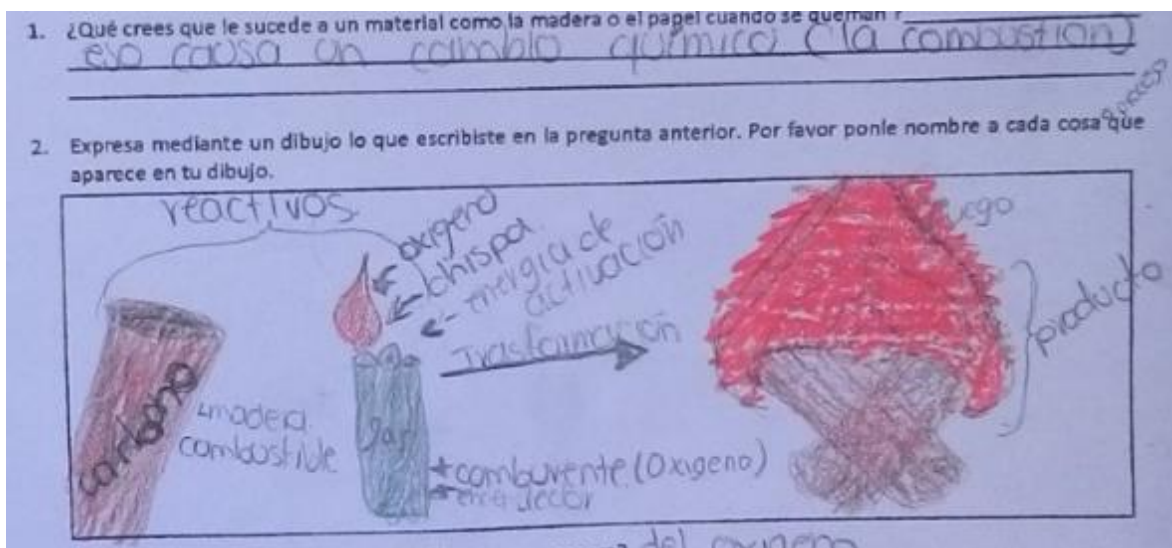 1. ¿Qué crees que le sucede a un material como la madera o el papel cuando se queman?
eso causa un cambio químico (la combustion)
2. Expresa mediante un dibujo lo que escribiste en la pregunta anterior. Por favor ponle nombre a cada cosa que
aparece en tu dibujo.
reactivos
oxigeno
chispa
energia de
activación
Trasformación
fuego
producto
carbono
madera
combustible
gas
comburente (Oxigeno)
del oxigeno